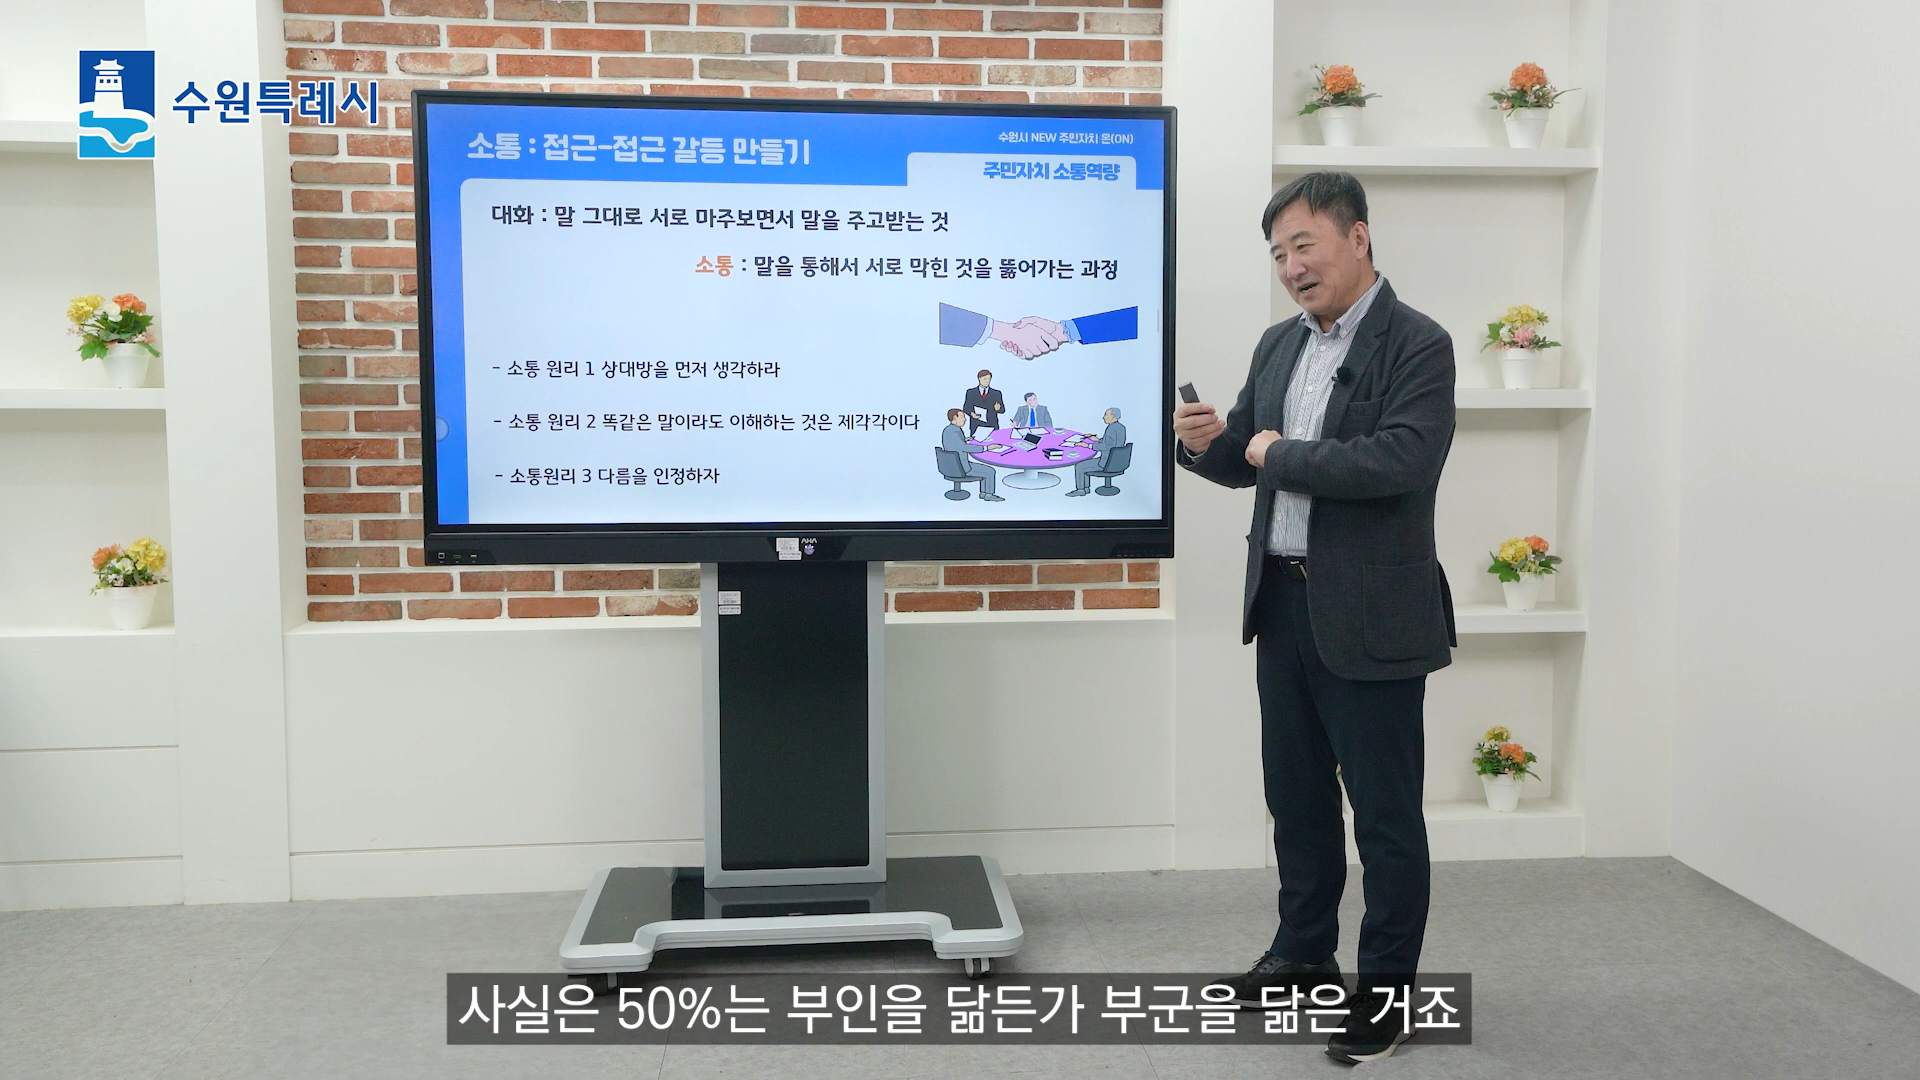 수원특례시
소통 : 접근-접근 갈등 만들기
수원시 NEW 주민자치 온(ON)
주민자치 소통역량
대화 : 말 그대로 서로 마주보면서 말을 주고받는 것
소통 : 말을 통해서 서로 막힌 것을 뚫어가는 과정
- 소통 원리 1 상대방을 먼저 생각하라
- 소통 원리 2 똑같은 말이라도 이해하는 것은 제각각이다
- 소통원리 3 다름을 인정하자
AHA
사실은 50%는 부인을 닮든가 부군을 닮은 거죠